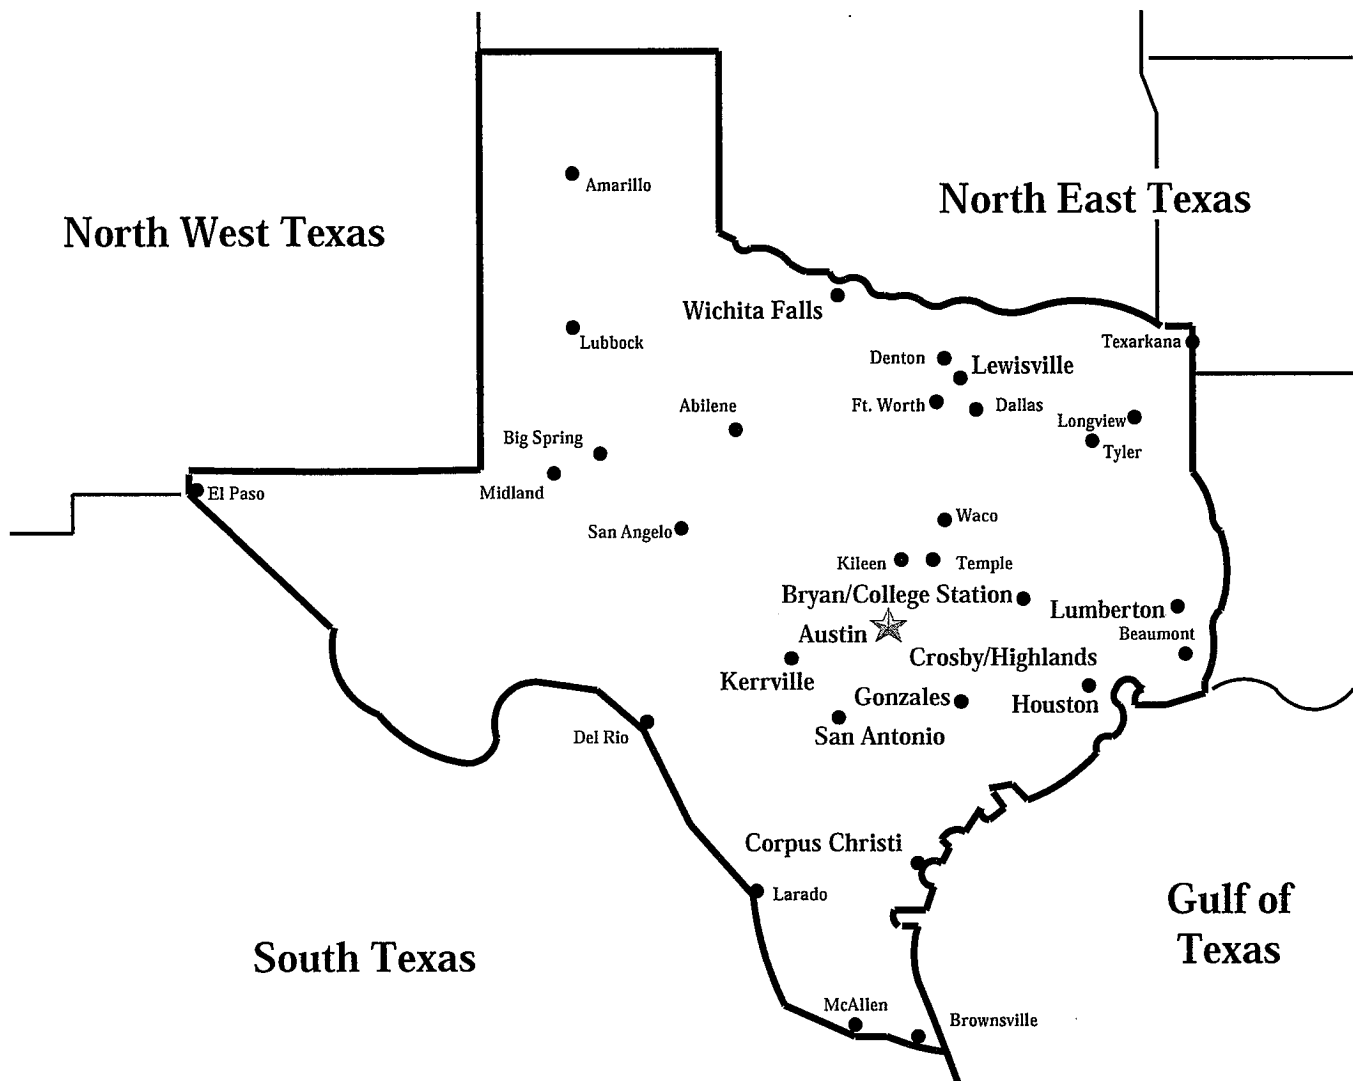 Amarillo
North East Texas
North West Texas
Wichita Falls
Lubbock
Texarkana
Denton
Lewisville
Abilene
Ft. Worth
Dallas
Longview
Big Spring
Tyler
Midland
El Paso
San Angelo
Waco
Kileen
Temple
Bryan/College Station
Lumberton
Austin
Beaumont
Crosby/Highlands
Kerrville
Gonzales
Houston
Del Rio
San Antonio
Corpus Christi
Larado
Gulf of
Texas
South Texas
McAllen
Brownsville